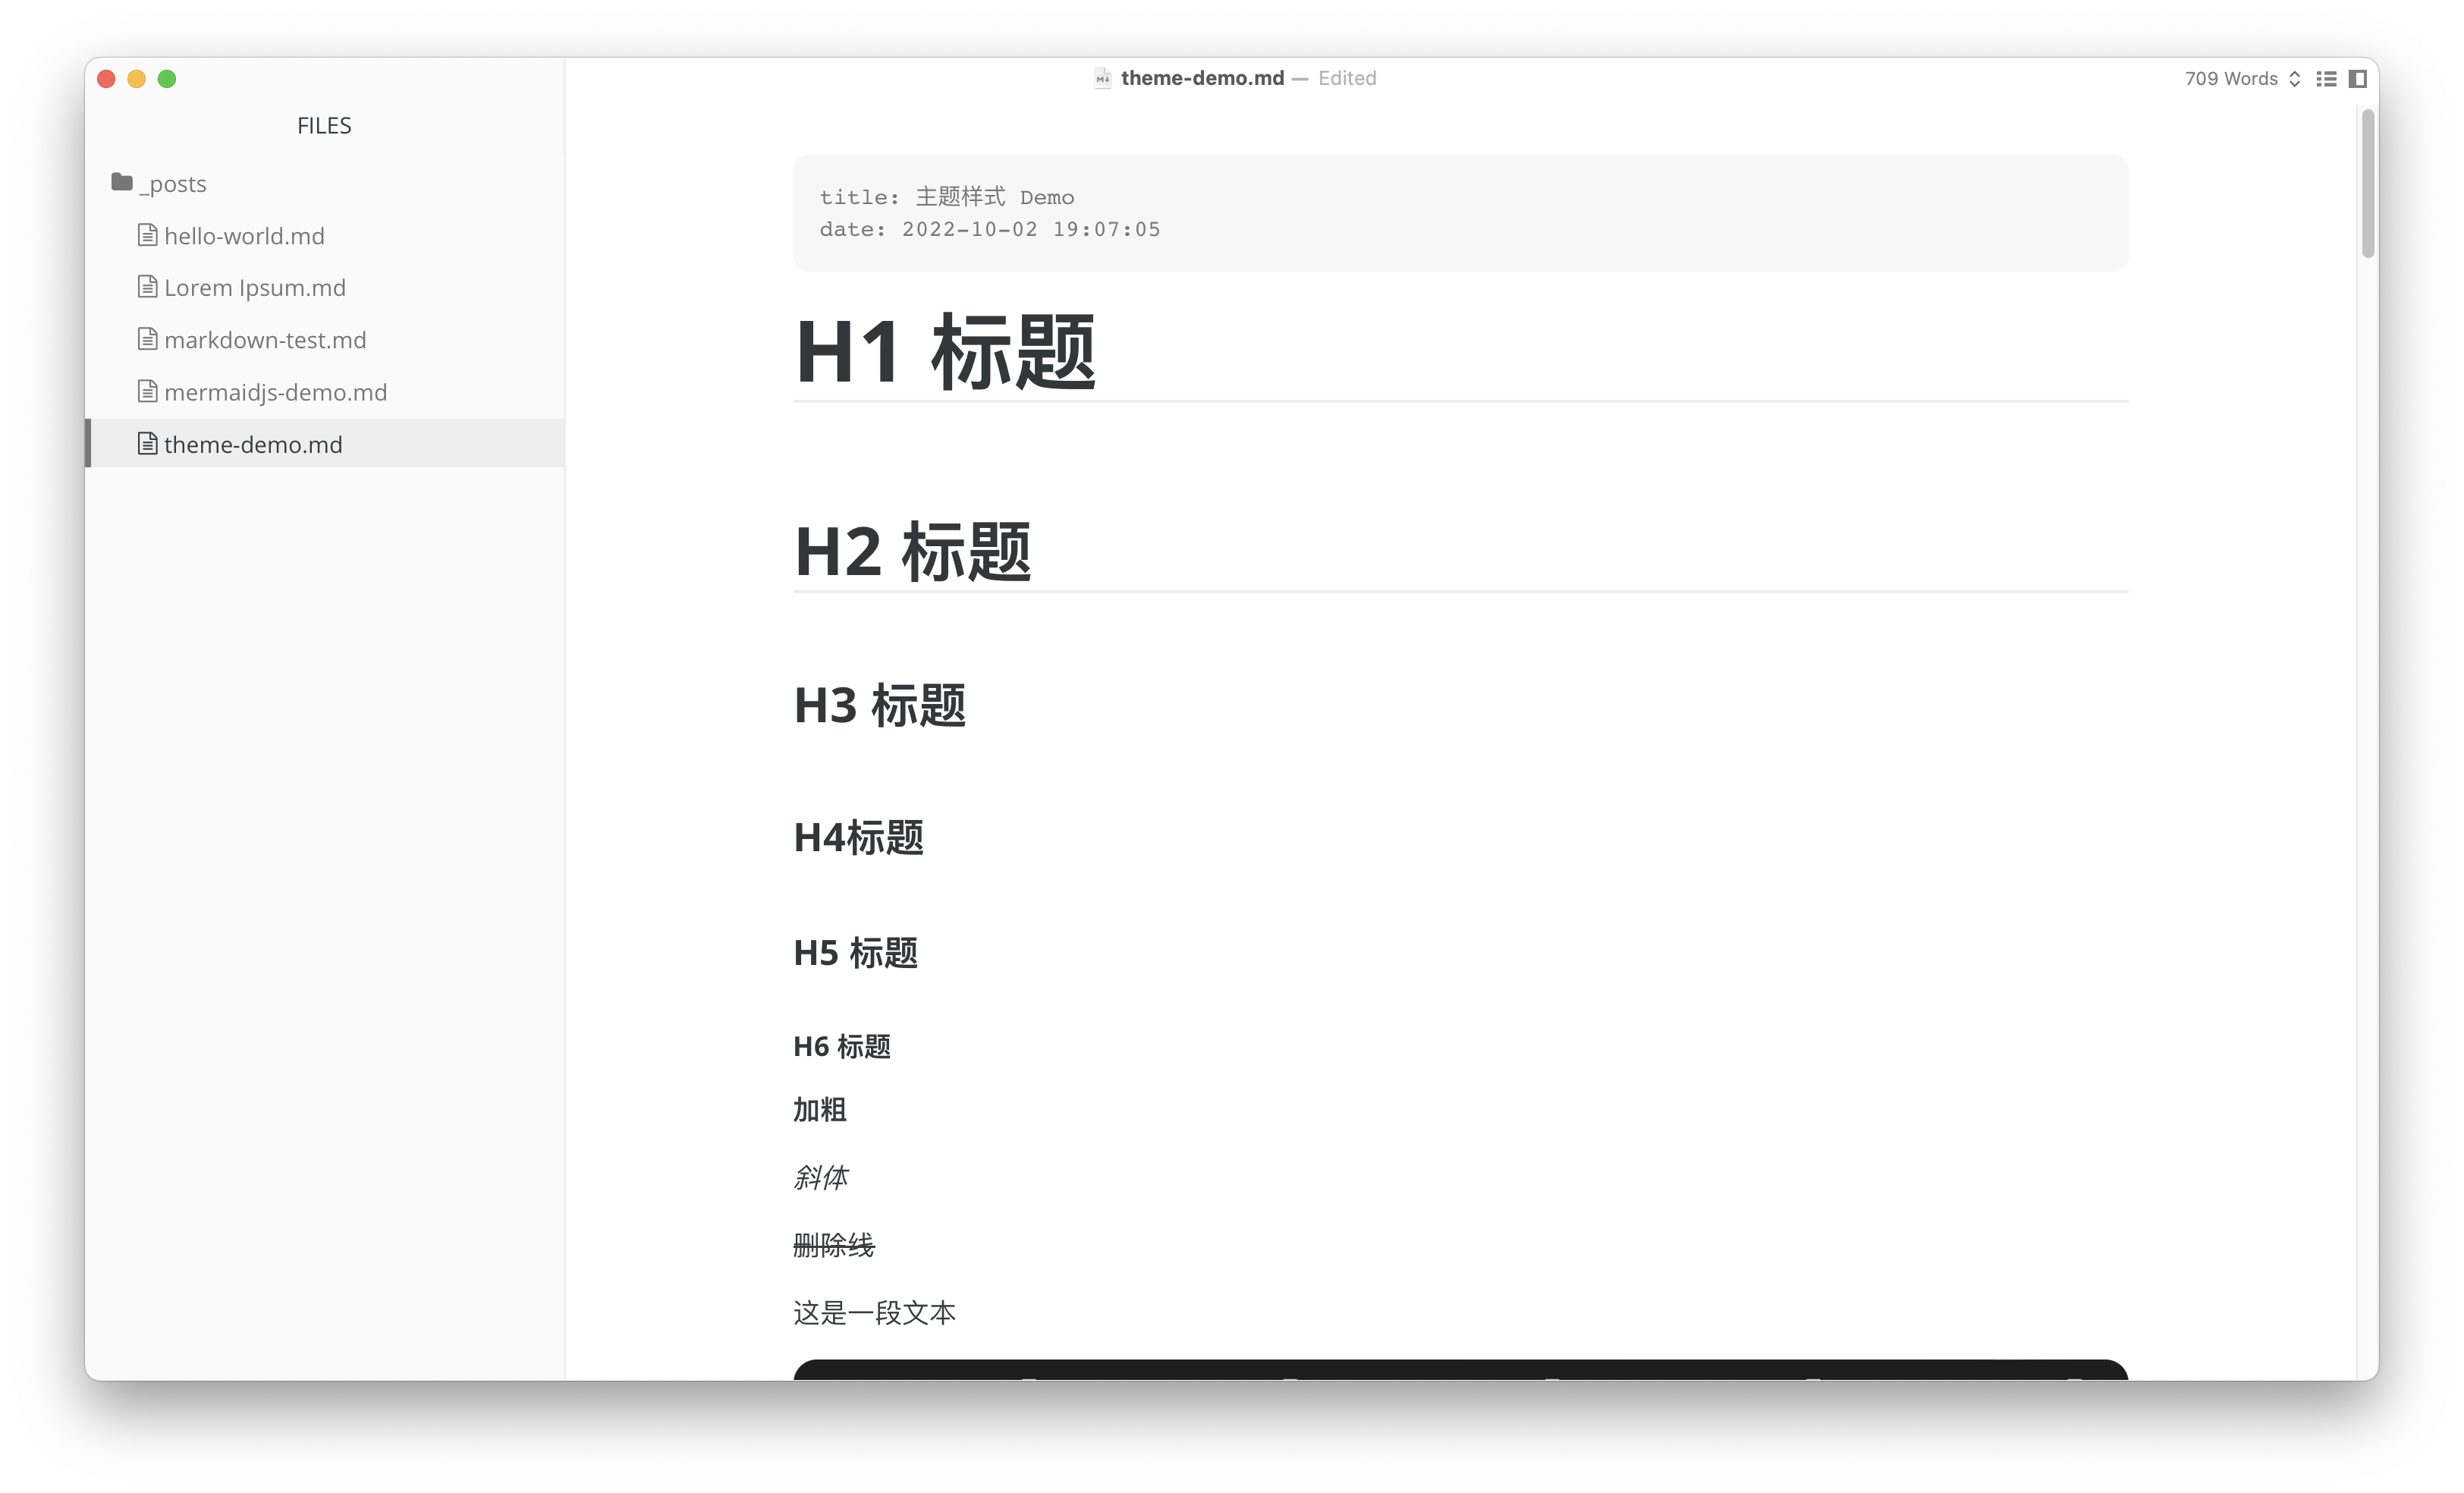 theme-demo.md — Edited
709 Words
FILES
_posts
hello-world.md
Lorem Ipsum.md
markdown-test.md
mermaidjs-demo.md
theme-demo.md
title: 主题样式 Demo
date: 2022-10-02 19:07:05
H1 标题
H2 标题
H3 标题
H4标题
H5 标题
H6 标题
加粗
斜体
删除线
这是一段文本